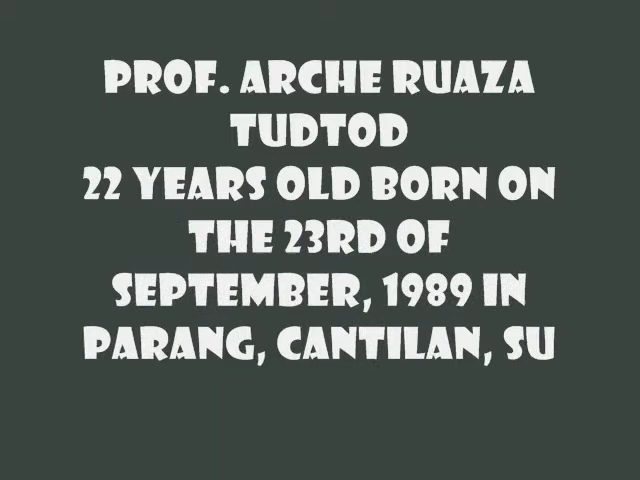 PROF. ARCHE RUAZA
TUDTOD
22 YEARS OLD BORN ON
THE 23RD OF
SEPTEMBER, 1989 IN
PARANG, CANTILAN, SU